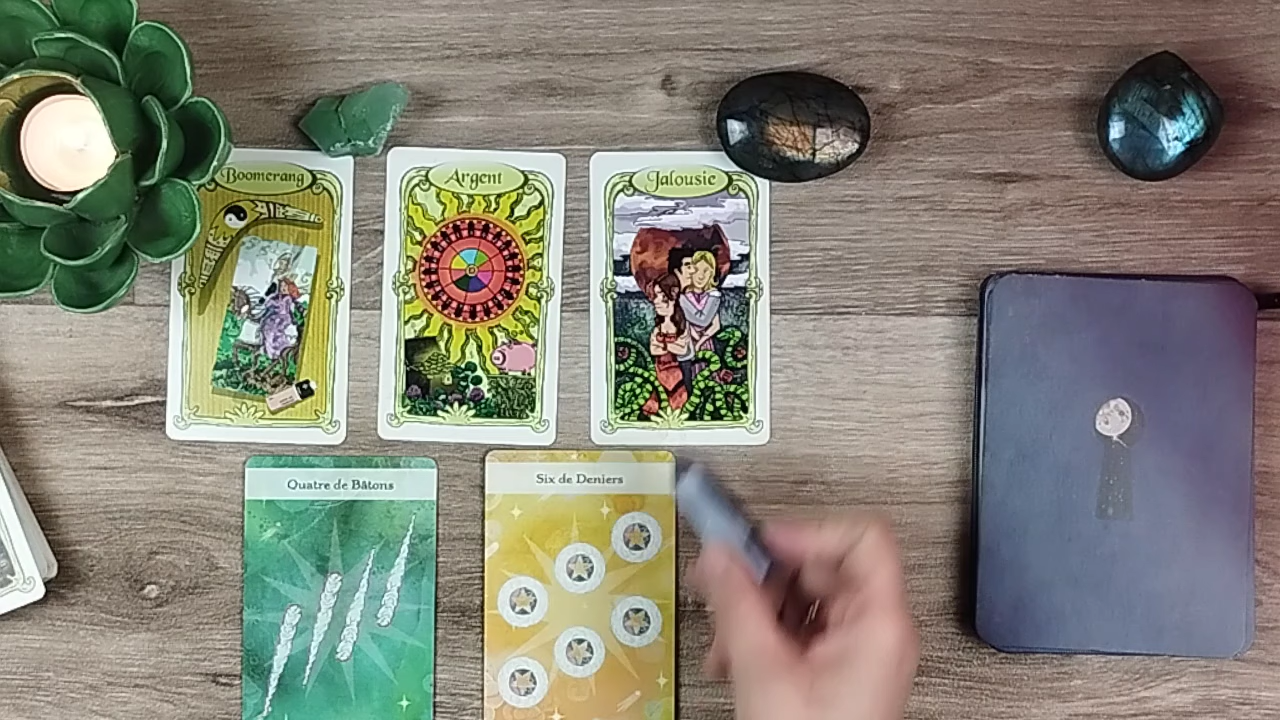 Boomerang
Argent
Jalousie
Quatre de Bâtons
Six de Deniers